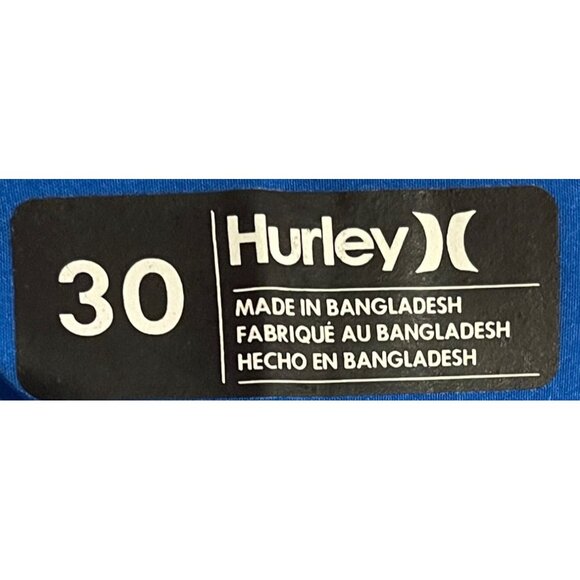 30
Hurley
MADE IN BANGLADESH
FABRIQUÉ AU BANGLADESH
HECHO EN BANGLADESH